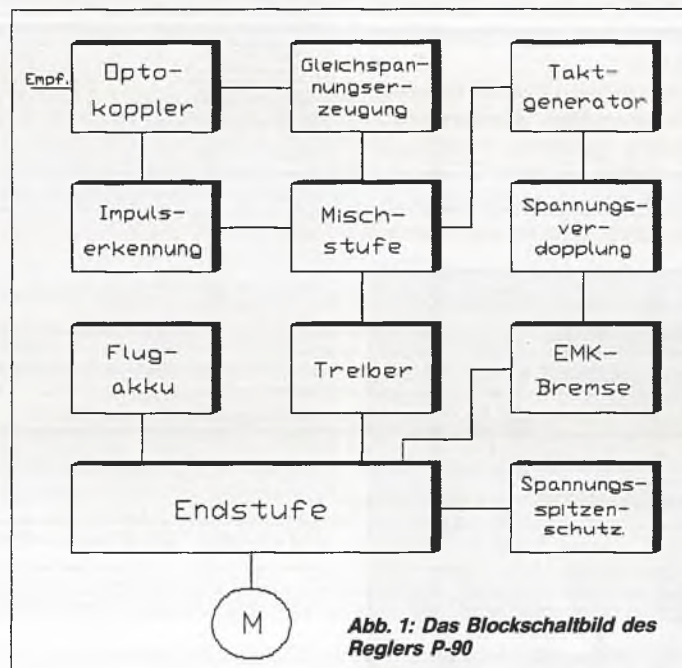 Empf.
Opto-
koppler
Gleichspan-
nungser-
zeugung
Takt-
generator
Impuls-
erkennung
Misch-
stufe
Spannungs-
ver-
dopplung
Flug-
akku
Treiber
EMK-
Bremse
Endstufe
Spannungs-
spitzen-
schutz.
M
Abb. 1: Das Blockschaltbild des
Reglers P-90